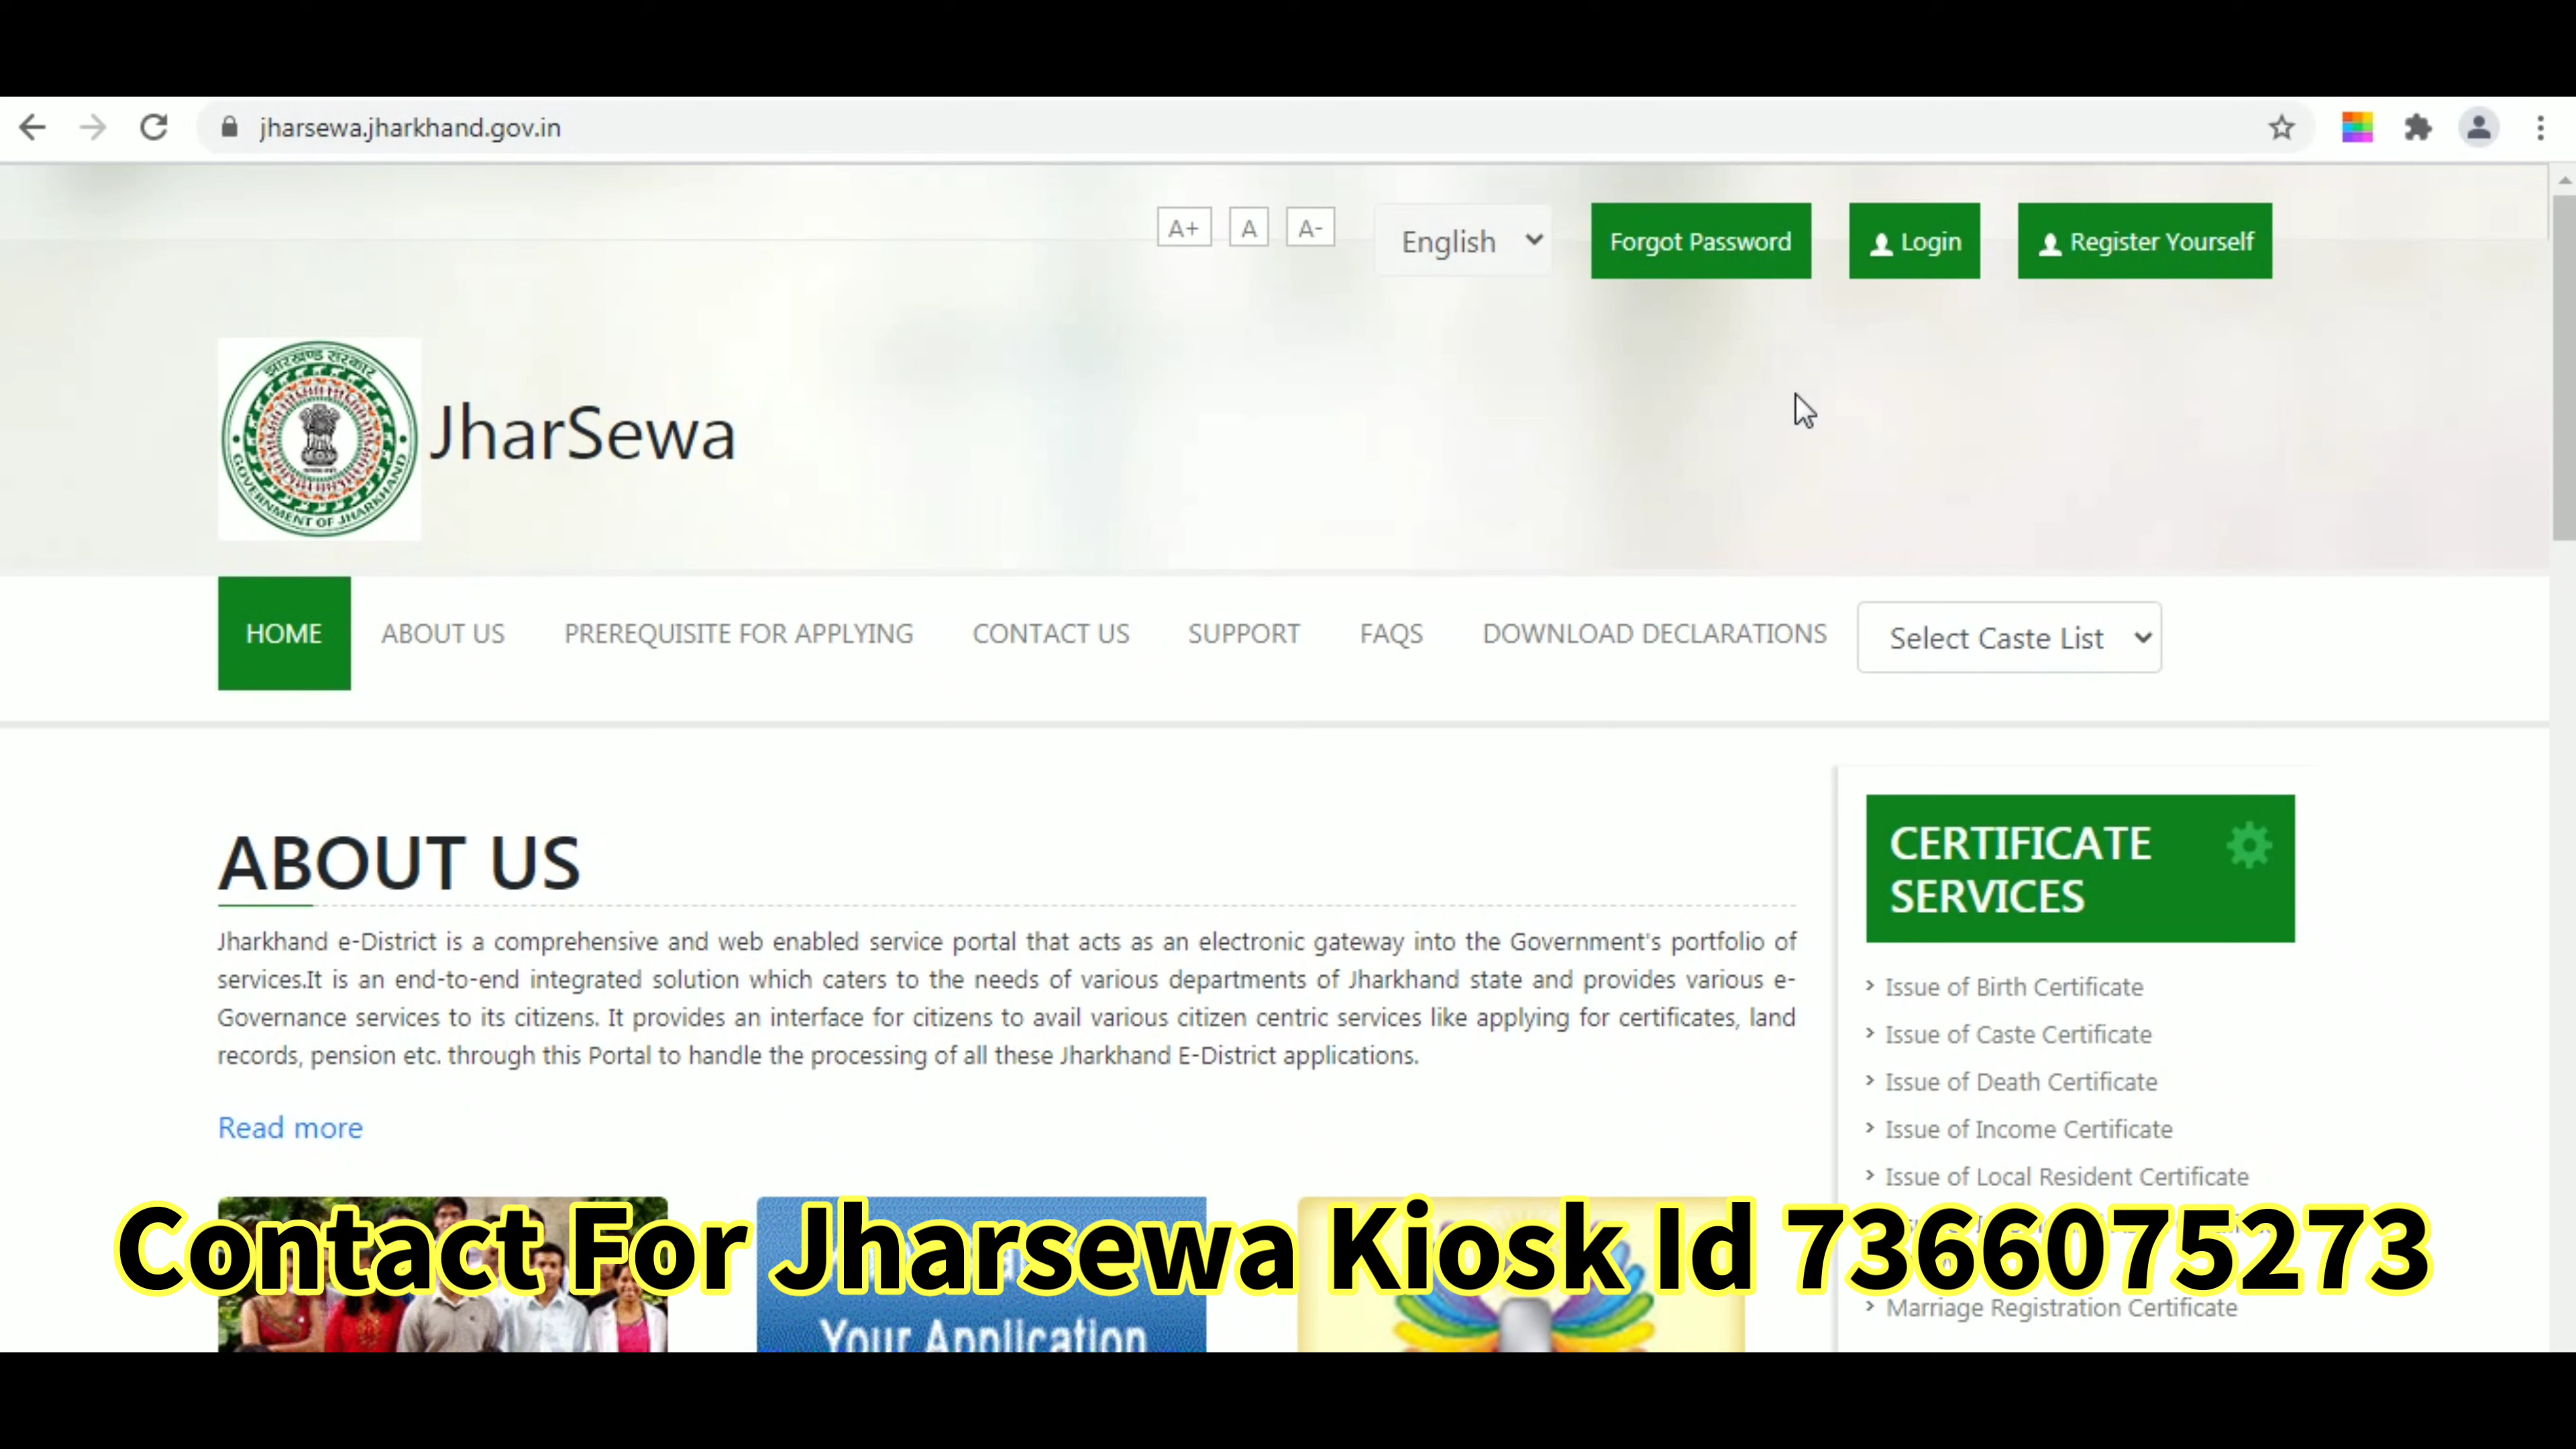 jharsewa.jharkhand.gov.in
A+ A A- English Forgot Password Login Register Yourself
झारखण्ड सरकार
GOVERNMENT OF JHARKHAND
JharSewa
HOME ABOUT US PREREQUISITE FOR APPLYING CONTACT US SUPPORT FAQS DOWNLOAD DECLARATIONS Select Caste List
ABOUT US
Jharkhand e-District is a comprehensive and web enabled service portal that acts as an electronic gateway into the Government's portfolio of
services.It is an end-to-end integrated solution which caters to the needs of various departments of Jharkhand state and provides various e-
Governance services to its citizens. It provides an interface for citizens to avail various citizen centric services like applying for certificates, land
records, pension etc. through this Portal to handle the processing of all these Jharkhand E-District applications.
Read more
CERTIFICATE
SERVICES
Issue of Birth Certificate
Issue of Caste Certificate
Issue of Death Certificate
Issue of Income Certificate
Issue of Local Resident Certificate
Marriage Registration Certificate
Contact For Jharsewa Kiosk Id 7366075273
Your Application